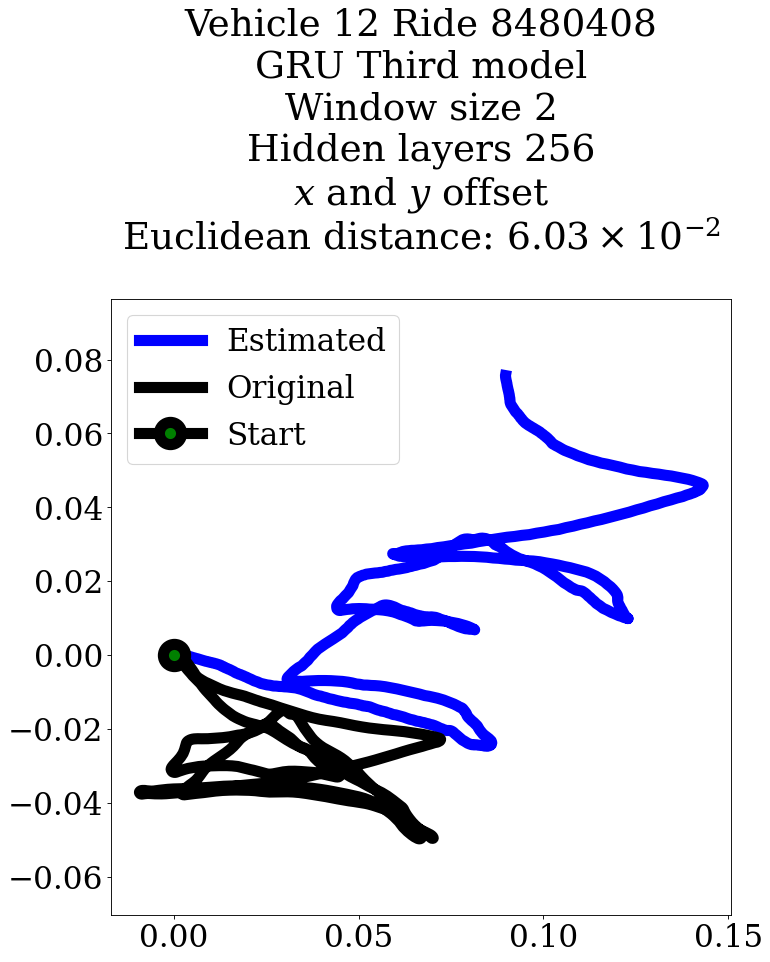 Vehicle 12 Ride 8480408
GRU Third model
Window size 2
Hidden layers 256
x and y offset
Euclidean distance: 6.03 × 10⁻²
Estimated
Original
Start
0.08
0.06
0.04
0.02
0.00
−0.02
−0.04
−0.06
0.00 0.05 0.10 0.15